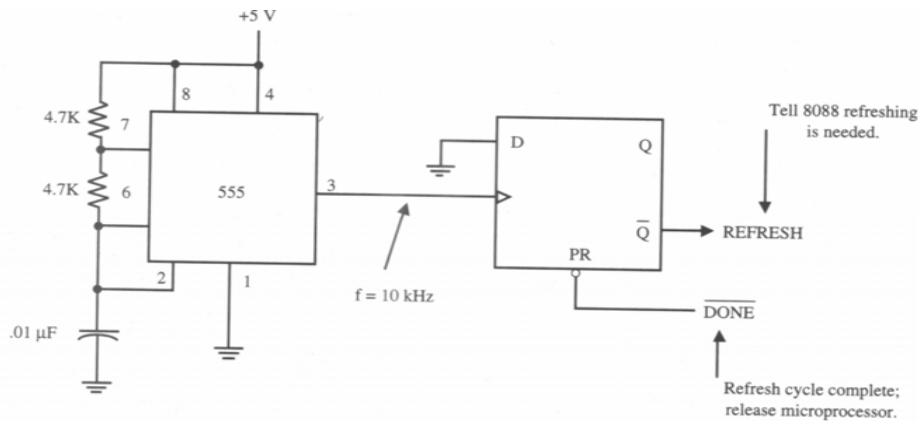 +5 V
8
4
4.7K
7
4.7K
6
555
3
2
1
.01 μF
f = 10 kHz
D
Q
Q̅
PR
REFRESH
D̅O̅N̅E̅
Tell 8088 refreshing
is needed.
Refresh cycle complete;
release microprocessor.